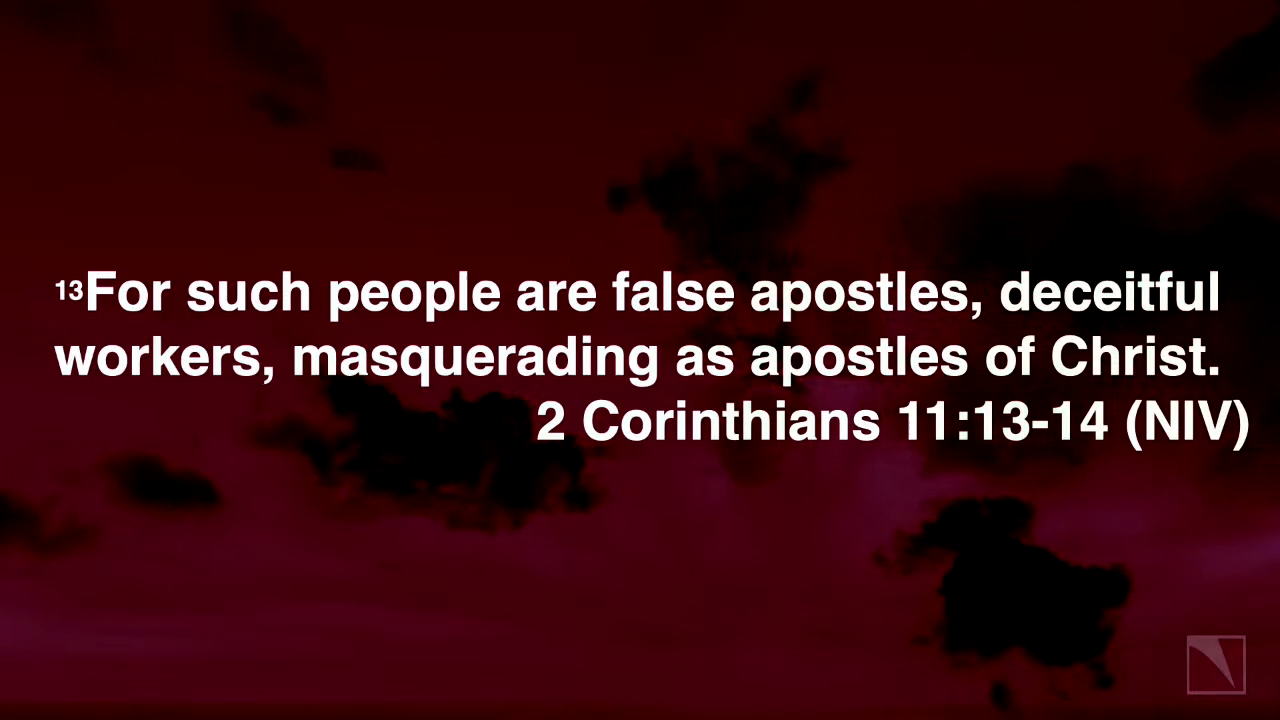 13For such people are false apostles, deceitful
workers, masquerading as apostles of Christ.
2 Corinthians 11:13-14 (NIV)